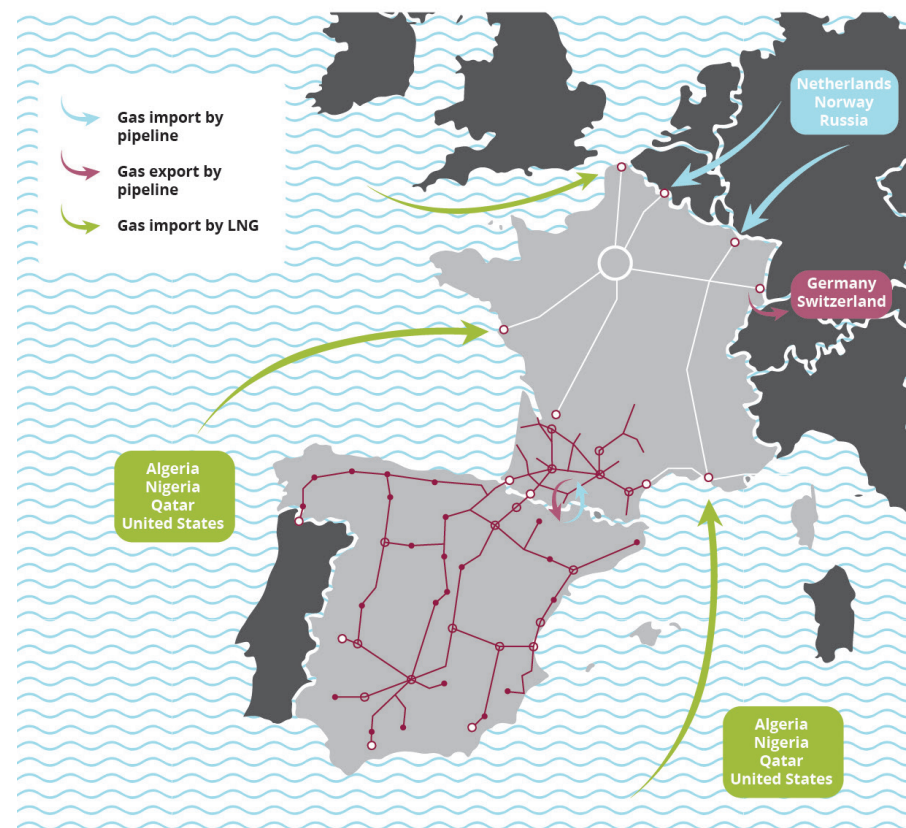 Gas import by
pipeline
Gas export by
pipeline
Gas import by LNG
Netherlands
Norway
Russia
Germany
Switzerland
Algeria
Nigeria
Qatar
United States
Algeria
Nigeria
Qatar
United States